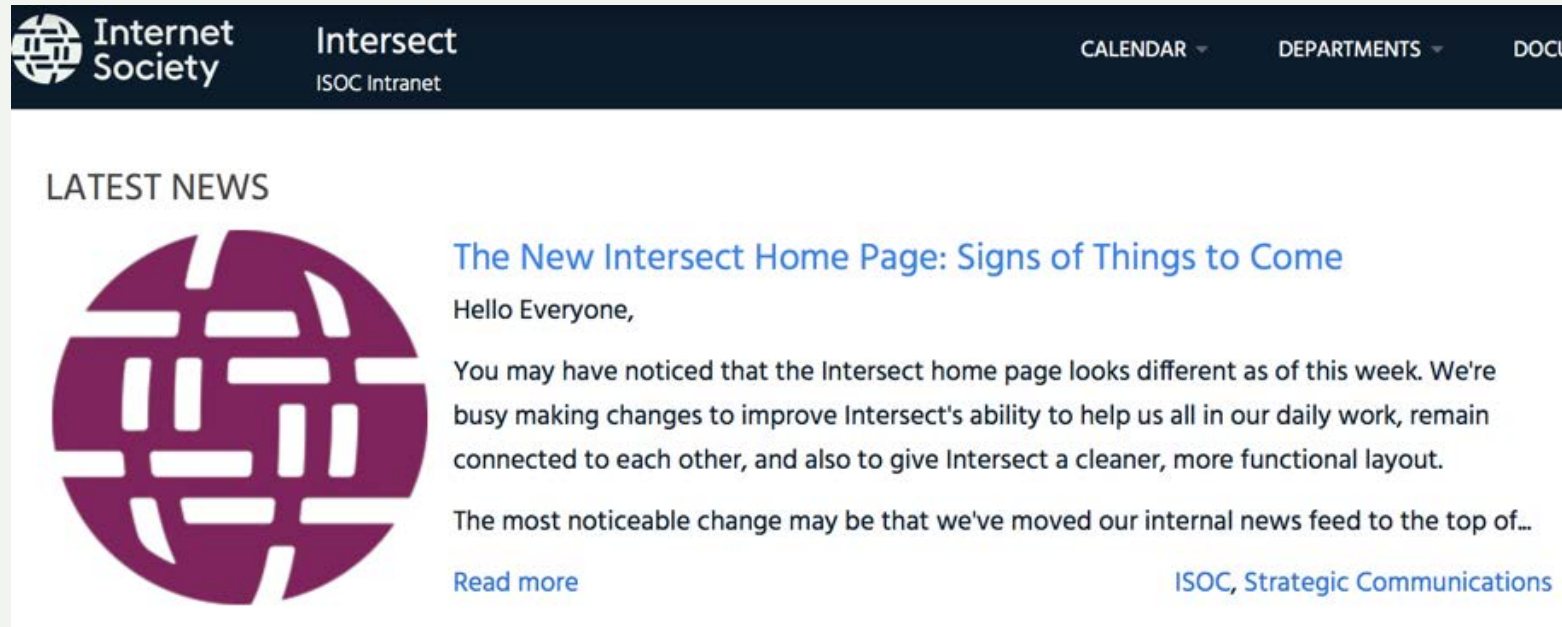 Internet
Society
Intersect
ISOC Intranet
CALENDAR
DEPARTMENTS
LATEST NEWS
The New Intersect Home Page: Signs of Things to Come
Hello Everyone,
You may have noticed that the Intersect home page looks different as of this week. We're
busy making changes to improve Intersect's ability to help us all in our daily work, remain
connected to each other, and also to give Intersect a cleaner, more functional layout.
The most noticeable change may be that we've moved our internal news feed to the top of...
Read more
ISOC, Strategic Communications